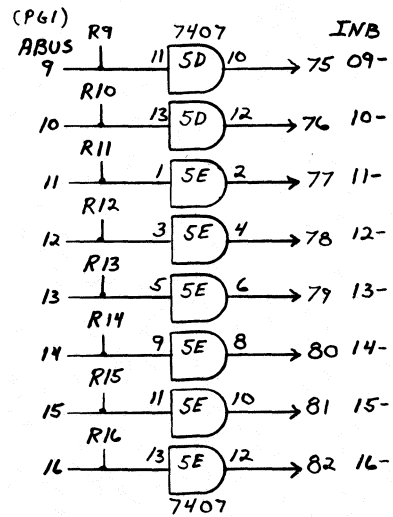 (PG1) R9 7407 INB
ABUS
9 11 5D 10 75 09-
R10
10 13 5D 12 76 10-
R11
11 1 5E 2 77 11-
R12
12 3 5E 4 78 12-
R13
13 5 5E 6 79 13-
R14
14 9 5E 8 80 14-
R15
15 11 5E 10 81 15-
R16
16 13 5E 12 82 16-
7407